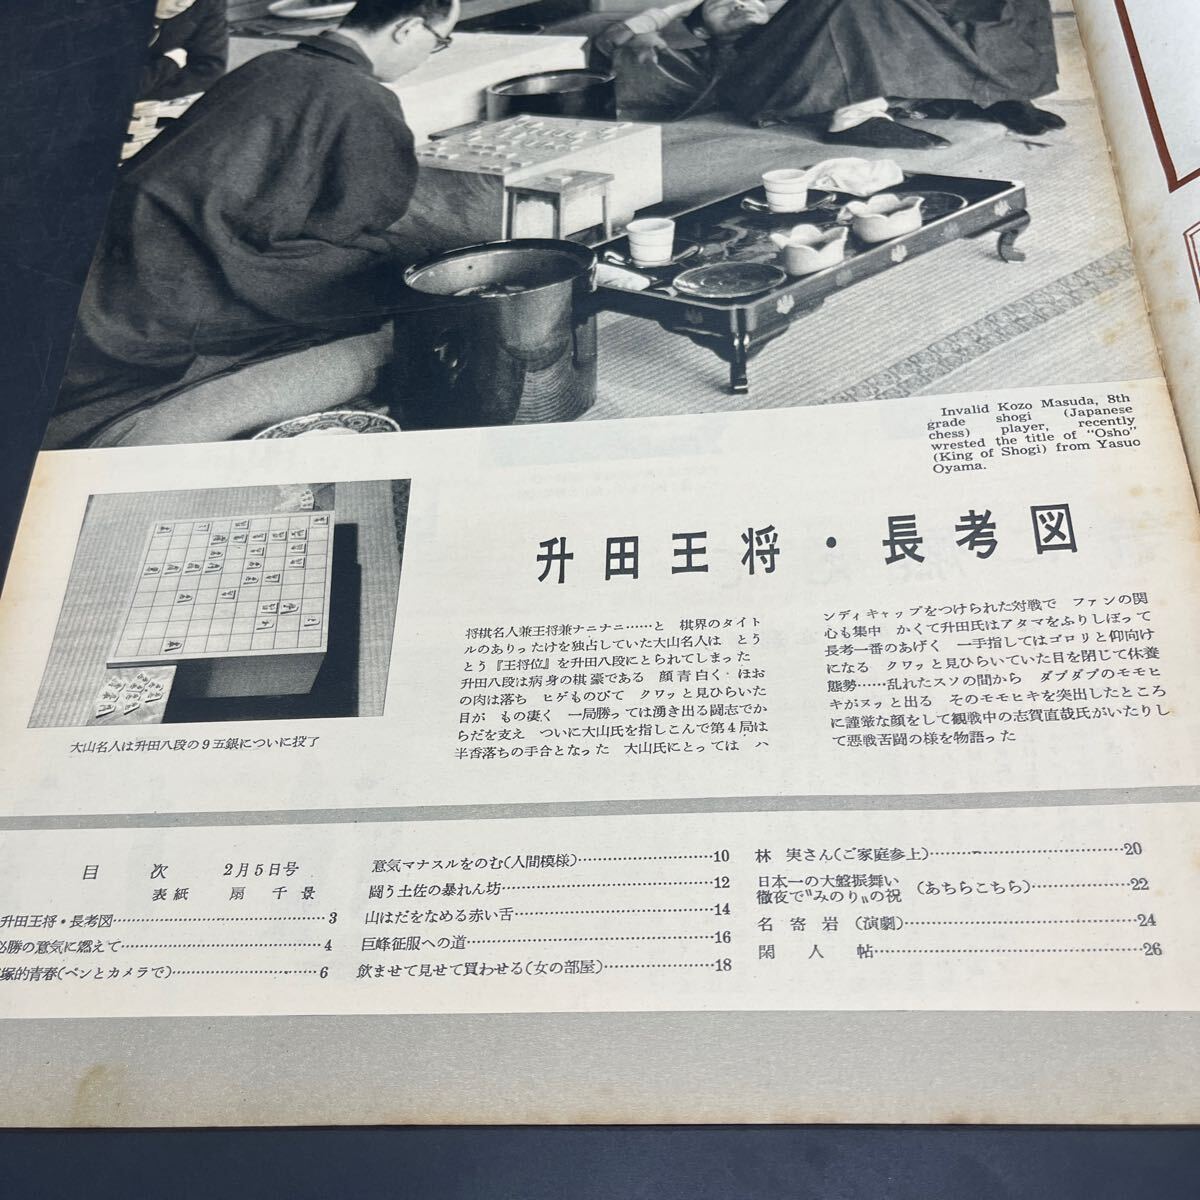 Invalid Kozo Masuda, 8th
grade shogi (Japanese
chess) player, recently
wrested the title of "Osho"
(King of Shogi) from Yasuo
Oyama.
升田王将・長考図
大山名人は升田八段の9五銀についに投了
将棋名人兼王将兼ナニナニ……と 棋界のタイト
ルのありったけを独占していた大山名人は とう
とう『王将位』を升田八段にとられてしまった
升田八段は病身の棋豪である 顔青白く ほお
の肉は落ち ヒゲものびて クワッと見ひらいた
目が もの凄く 一局勝っては湧き出る闘志でか
らだを支え ついに大山氏を指しこんで第4局は
半香落ちの手合となった 大山氏にとっては ハ
ンディキャップをつけられた対戦で ファンの関
心も集中 かくて升田氏はアタマをふりしぼって
長考一番のあげく 一手指してはゴロリと仰向け
になる クワッと見ひらいていた目を閉じて休養
態勢……乱れたスソの間から ダブダブのモモヒ
キがヌッと出る そのモモヒキを突出したところ
に謹厳な顔をして観戦中の志賀直哉氏がいたりし
て悪戦苦闘の様を物語った
目 次 2月5日号
表紙 扇千景
升田王将・長考図……3
必勝の意気に燃えて……4
塚的青春(ペンとカメラで)……6
意気マナスルをのむ(人間模様)……10
闘う土佐の暴れん坊……12
山はだをなめる赤い舌……14
巨峰征服への道……16
飲ませて見せて買わせる(女の部屋)……18
林 実さん(ご家庭参上)……20
日本一の大盤振舞い
徹夜で〝みのり〟の祝 (あちらこちら)……22
名寄岩(演劇)……24
閑人帖……26